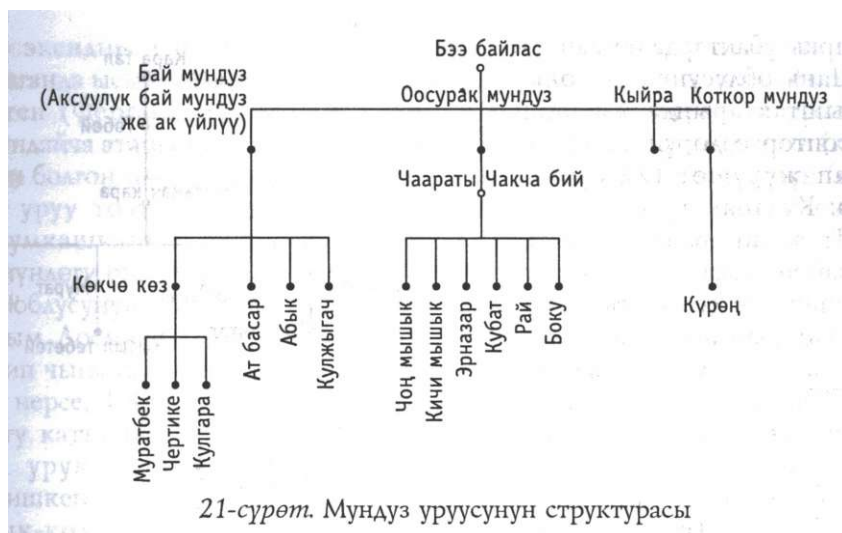 Бээ байлас
Бай мундуз
(Аксуулук бай мундуз
же ак үйлүү)
Оосурак мундуз
Кыйра
Коткор мундуз
Чаараты Чакча бий
Көкчө көз
Ат басар
Абык
Кулжыгач
Чоң мышык
Кичи мышык
Эрназар
Кубат
Рай
Боку
Күрөң
Муратбек
Чертике
Кулгара
21-сүрөт. Мундуз уруусунун структурасы